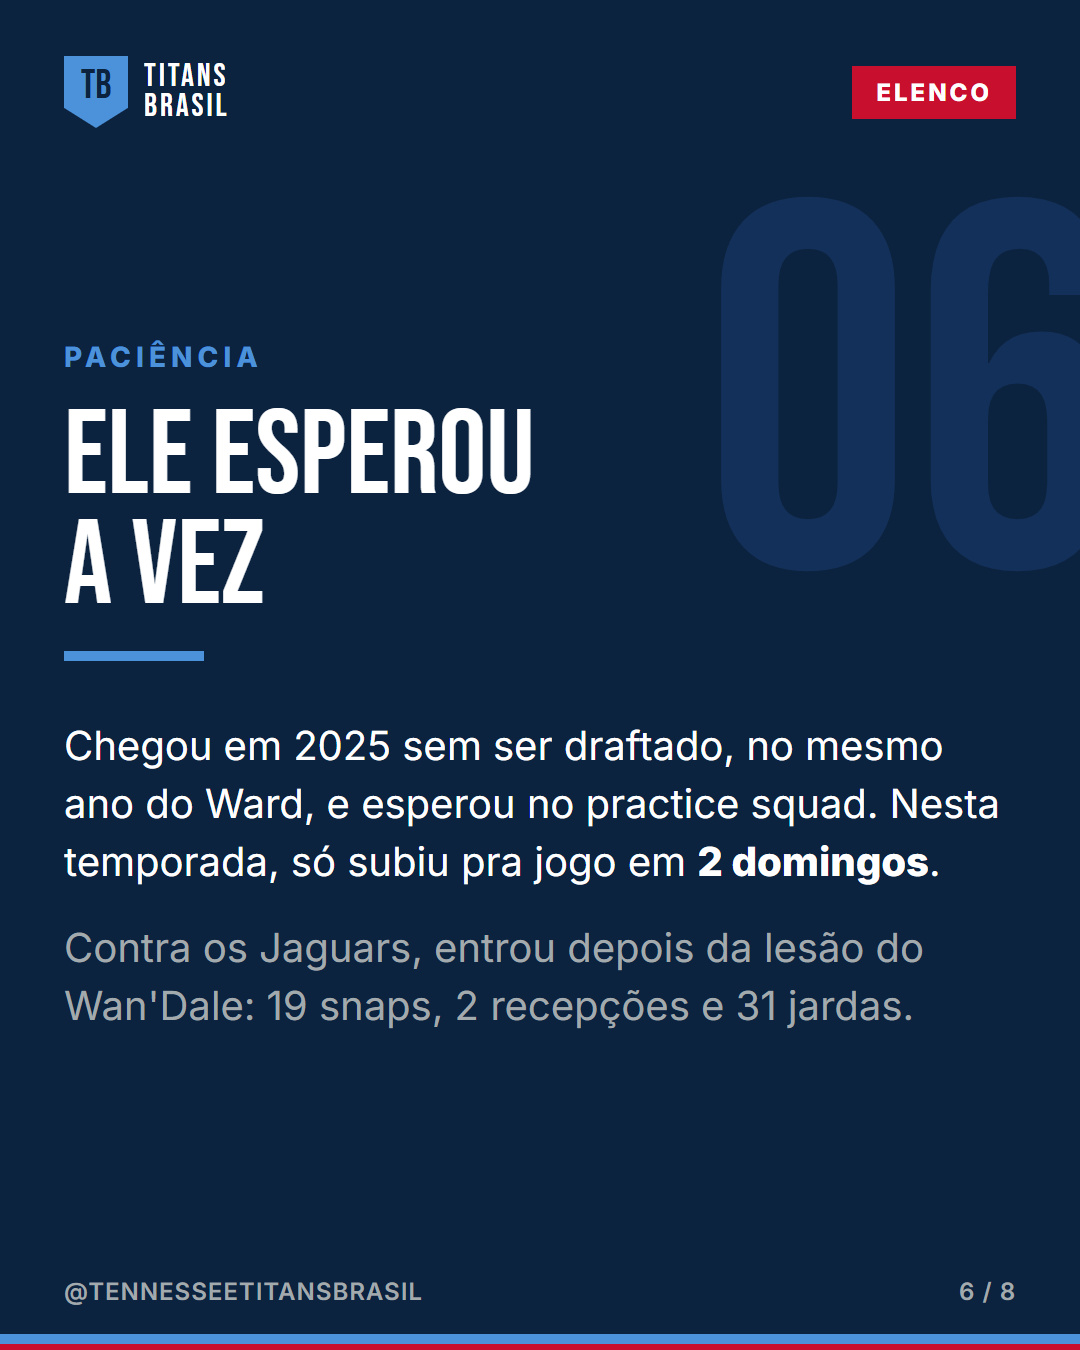 TB
TITANS
BRASIL
ELENCO
06
PACIÊNCIA
ELE ESPEROU
A VEZ
Chegou em 2025 sem ser draftado, no mesmo
ano do Ward, e esperou no practice squad. Nesta
temporada, só subiu pra jogo em 2 domingos.
Contra os Jaguars, entrou depois da lesão do
Wan'Dale: 19 snaps, 2 recepções e 31 jardas.
@TENNESSEETITANSBRASIL
6 / 8